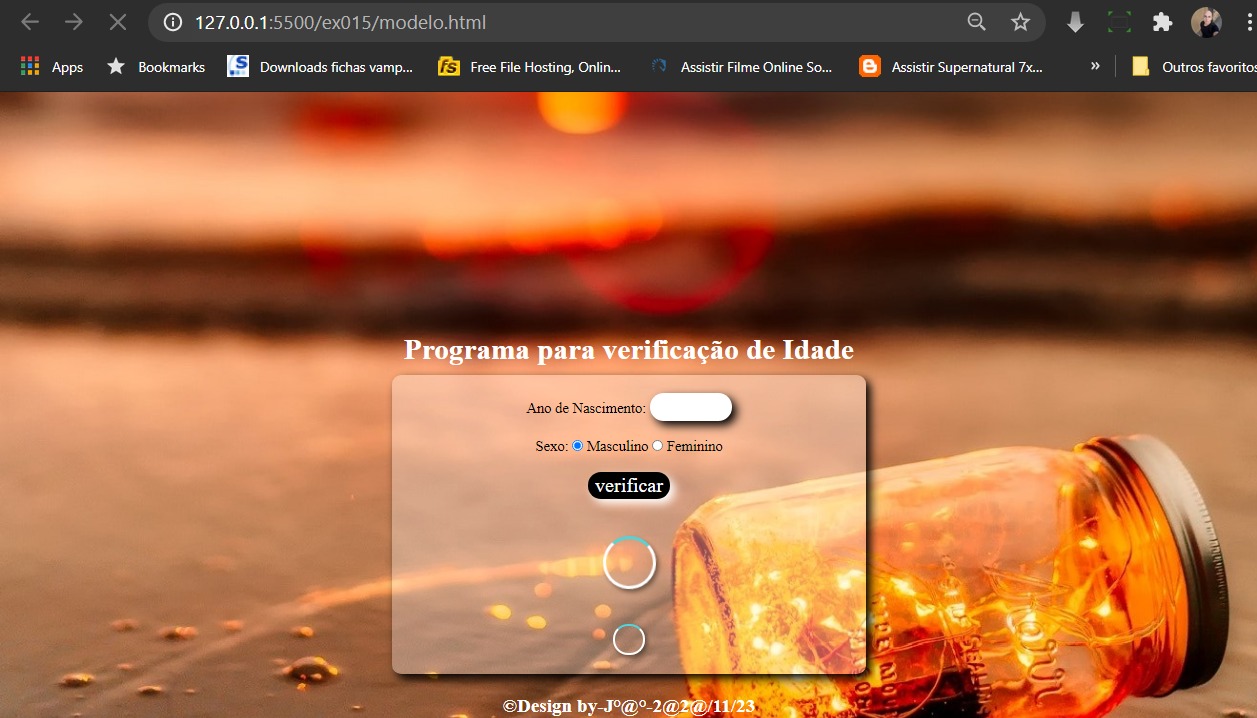 127.0.0.1:5500/ex015/modelo.html
Apps Bookmarks Downloads fichas vamp... Free File Hosting, Onlin... Assistir Filme Online So... Assistir Supernatural 7x... » Outros favoritos
Programa para verificação de Idade
Ano de Nascimento:
Sexo: Masculino Feminino
verificar
©Design by-Jº@º-2@2@/11/23